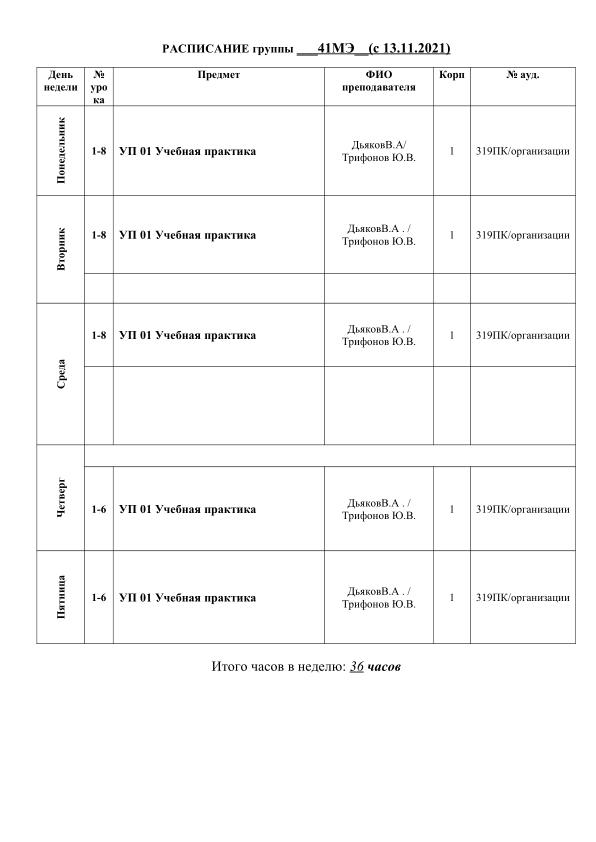 РАСПИСАНИЕ группы ___41МЭ__(с 13.11.2021)
День недели № уро ка Предмет ФИО преподавателя Корп № ауд.
Понедельник 1-8 УП 01 Учебная практика ДьяковВ.А/ Трифонов Ю.В. 1 319ПК/организации
Вторник 1-8 УП 01 Учебная практика ДьяковВ.А . / Трифонов Ю.В. 1 319ПК/организации
Среда 1-8 УП 01 Учебная практика ДьяковВ.А . / Трифонов Ю.В. 1 319ПК/организации
Четверг 1-6 УП 01 Учебная практика ДьяковВ.А . / Трифонов Ю.В. 1 319ПК/организации
Пятница 1-6 УП 01 Учебная практика ДьяковВ.А . / Трифонов Ю.В. 1 319ПК/организации
Итого часов в неделю: 36 часов